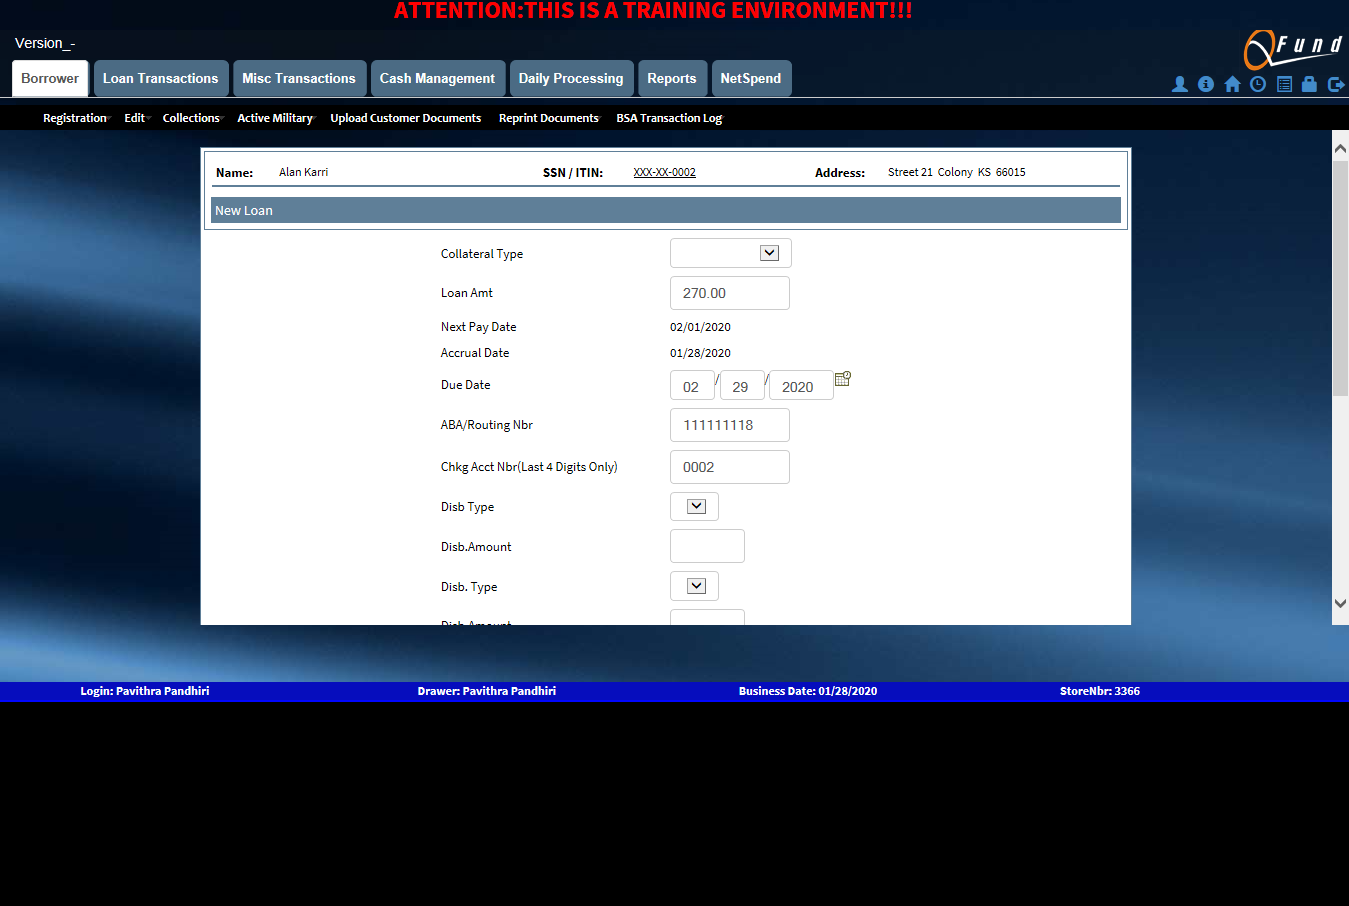 ATTENTION:THIS IS A TRAINING ENVIRONMENT!!!
Version_-
QFund
Borrower Loan Transactions Misc Transactions Cash Management Daily Processing Reports NetSpend
Registration Edit Collections Active Military Upload Customer Documents Reprint Documents BSA Transaction Log
Name: Alan Karri SSN / ITIN: XXX-XX-0002 Address: Street 21 Colony KS 66015
New Loan
Collateral Type
Loan Amt 270.00
Next Pay Date 02/01/2020
Accrual Date 01/28/2020
Due Date 02 / 29 / 2020
ABA/Routing Nbr 111111118
Chkg Acct Nbr(Last 4 Digits Only) 0002
Disb Type
Disb.Amount
Disb. Type
Disb.Amount
Login: Pavithra Pandhiri Drawer: Pavithra Pandhiri Business Date: 01/28/2020 StoreNbr: 3366